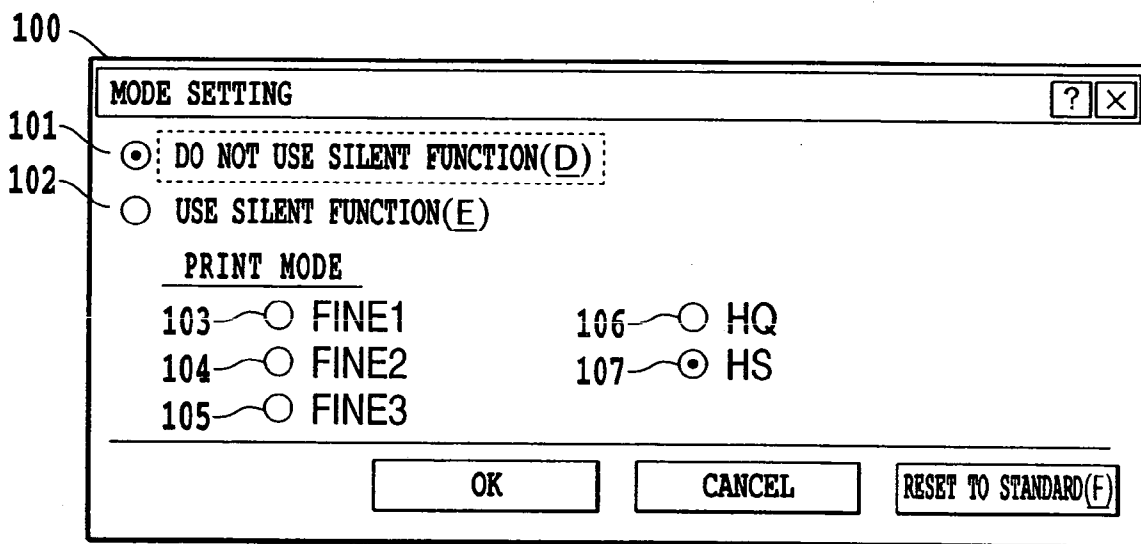 100
MODE SETTING ? X
101 DO NOT USE SILENT FUNCTION(D)
102 USE SILENT FUNCTION(E)
PRINT MODE
103 FINE1 106 HQ
104 FINE2 107 HS
105 FINE3
OK CANCEL RESET TO STANDARD(F)